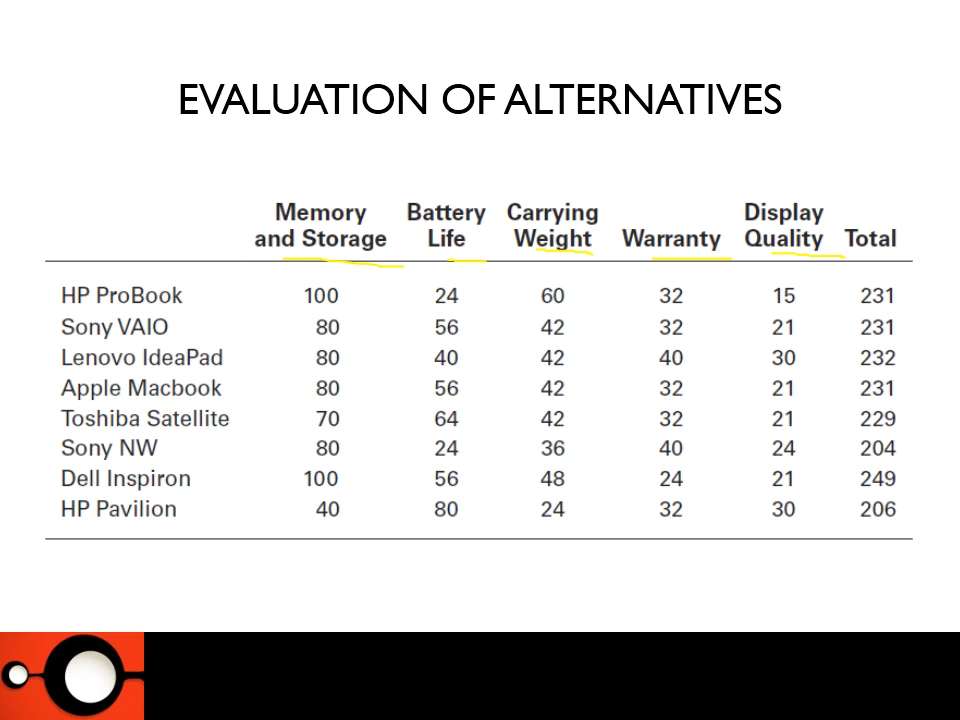 EVALUATION OF ALTERNATIVES
Memory and Storage Battery Life Carrying Weight Warranty Display Quality Total
HP ProBook 100 24 60 32 15 231
Sony VAIO 80 56 42 32 21 231
Lenovo IdeaPad 80 40 42 40 30 232
Apple Macbook 80 56 42 32 21 231
Toshiba Satellite 70 64 42 32 21 229
Sony NW 80 24 36 40 24 204
Dell Inspiron 100 56 48 24 21 249
HP Pavilion 40 80 24 32 30 206